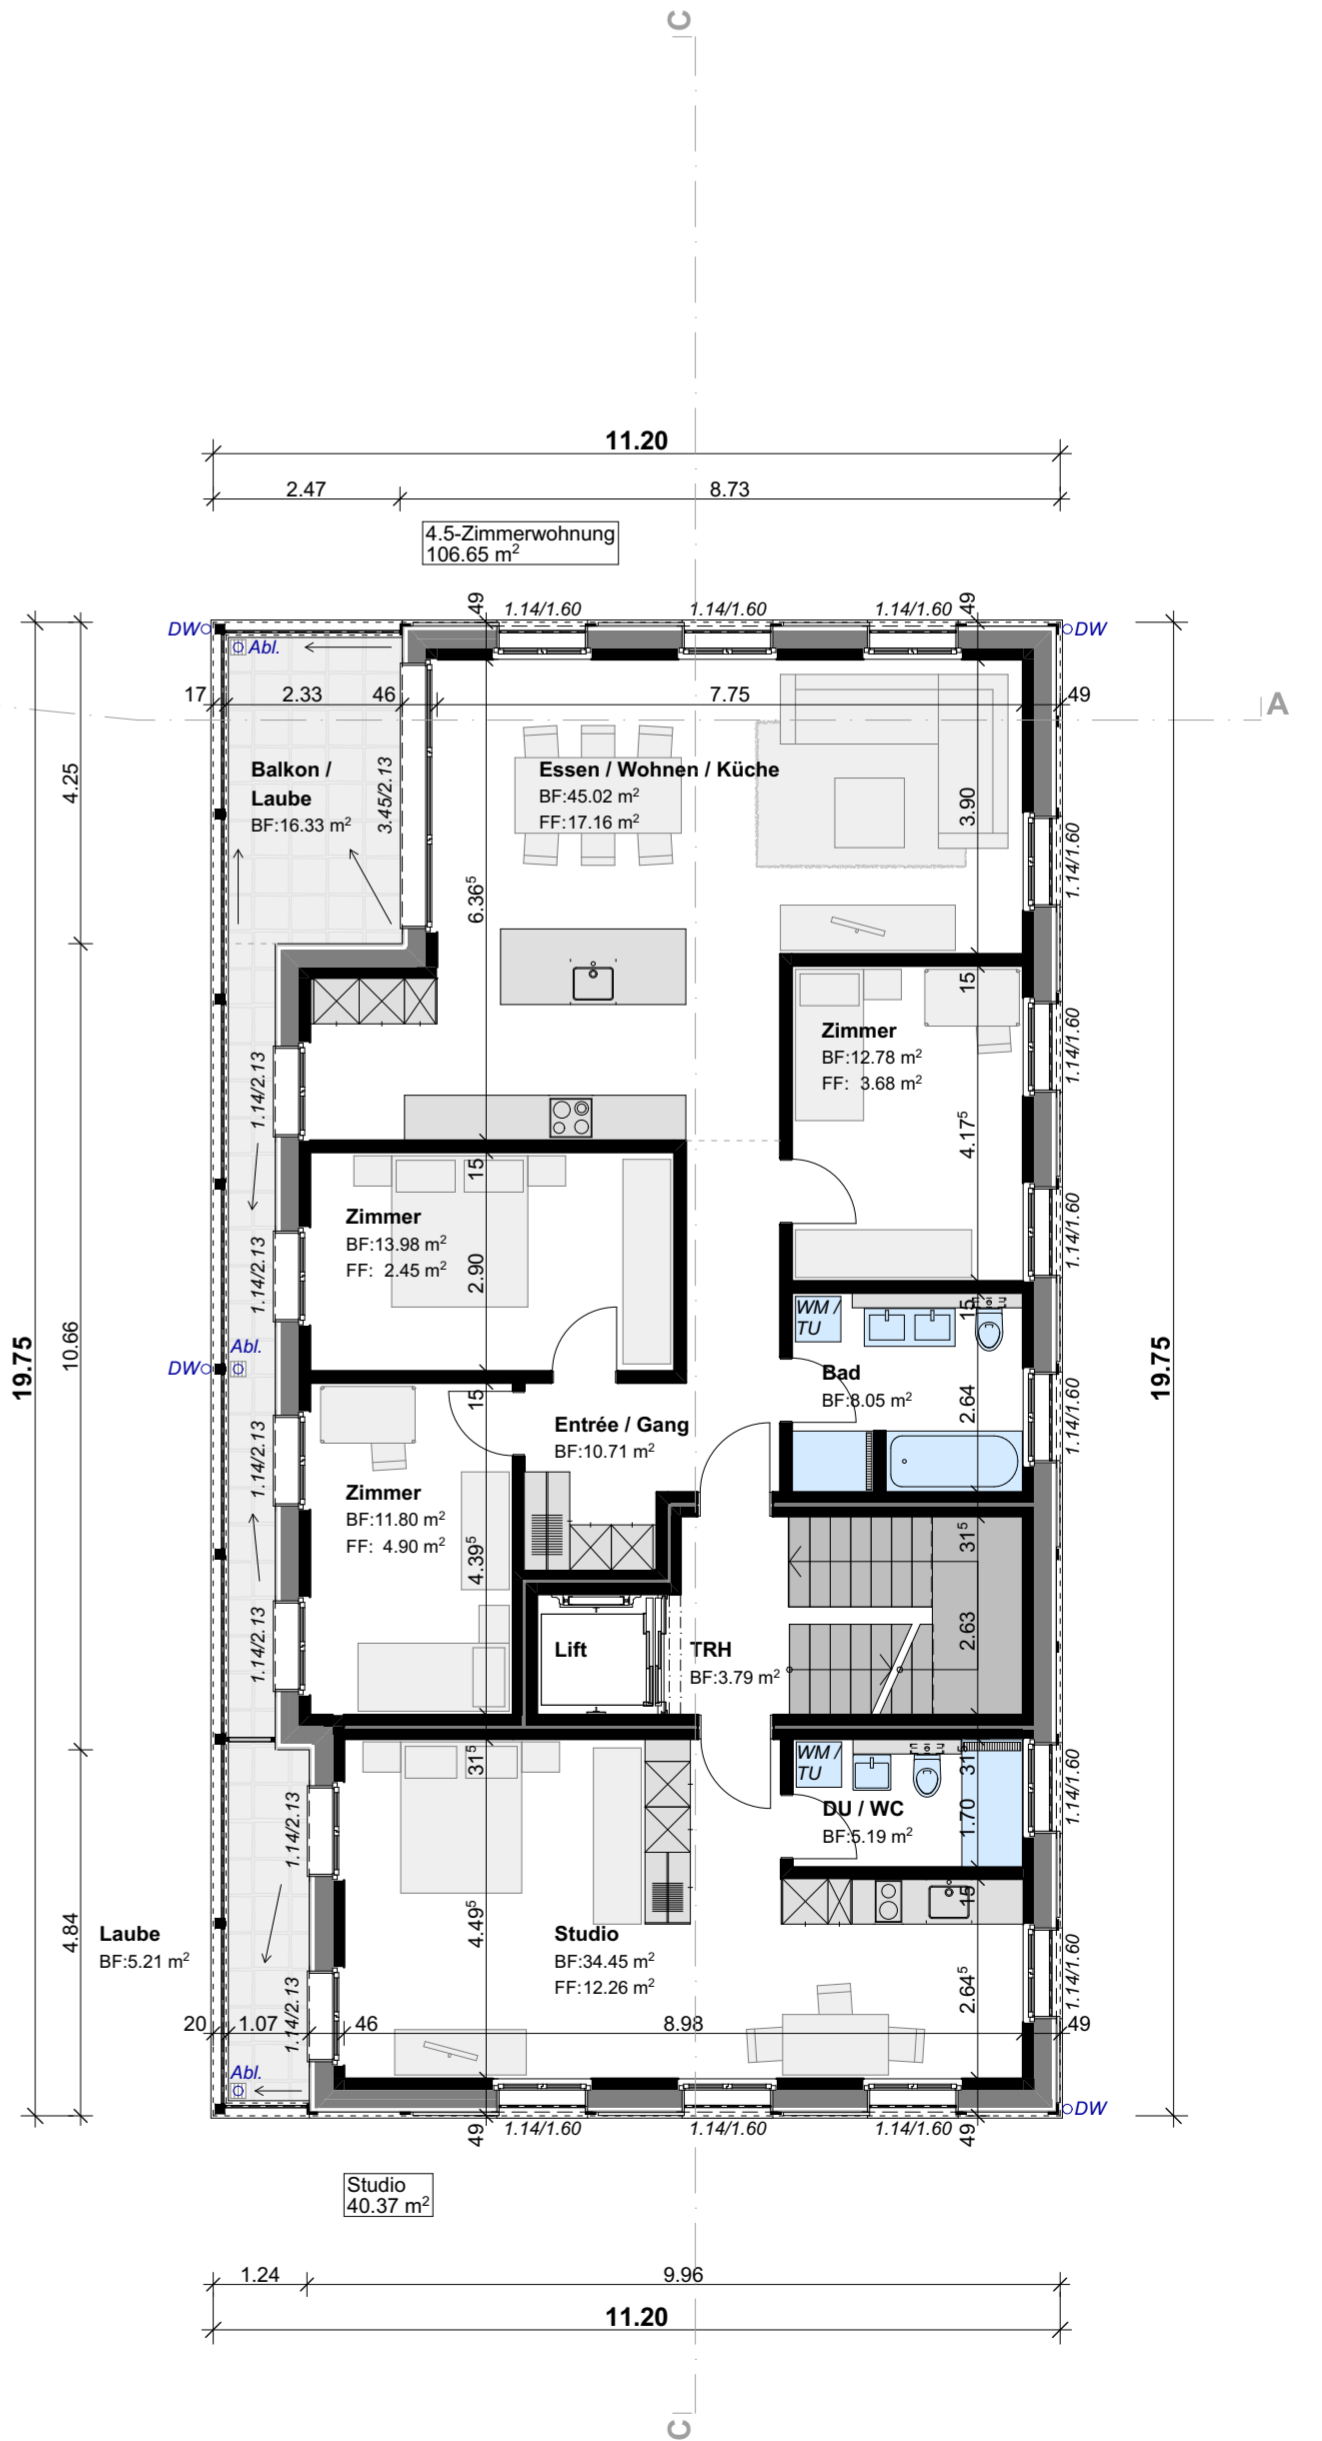 C
11.20
2.47
8.73
4.5-Zimmerwohnung
106.65 m²
49
1.14/1.60
1.14/1.60
1.14/1.60
49
DW
DW
Abl.
17
2.33
46
7.75
49
A
4.25
Balkon /
Laube
BF:16.33 m²
3.45/2.13
Essen / Wohnen / Küche
BF:45.02 m²
FF:17.16 m²
3.90
1.14/1.60
6.36⁵
15
Zimmer
BF:12.78 m²
FF: 3.68 m²
1.14/1.60
1.14/2.13
4.17⁵
15
Zimmer
BF:13.98 m²
FF: 2.45 m²
2.90
1.14/1.60
1.14/2.13
WM /
TU
15
19.75
10.66
Abl.
DW
Bad
BF:8.05 m²
2.64
1.14/1.60
19.75
15
Entrée / Gang
BF:10.71 m²
1.14/2.13
Zimmer
BF:11.80 m²
FF: 4.90 m²
4.39⁵
31⁵
1.14/2.13
Lift
TRH
BF:3.79 m²
2.63
31⁵
WM /
TU
31⁵
1.14/1.60
1.14/2.13
DU / WC
BF:5.19 m²
1.70
15
4.84
Laube
BF:5.21 m²
4.49⁵
Studio
BF:34.45 m²
FF:12.26 m²
2.64⁵
1.14/1.60
1.14/2.13
20
1.07
46
8.98
49
Abl.
DW
49
1.14/1.60
1.14/1.60
1.14/1.60
49
Studio
40.37 m²
1.24
9.96
11.20
C